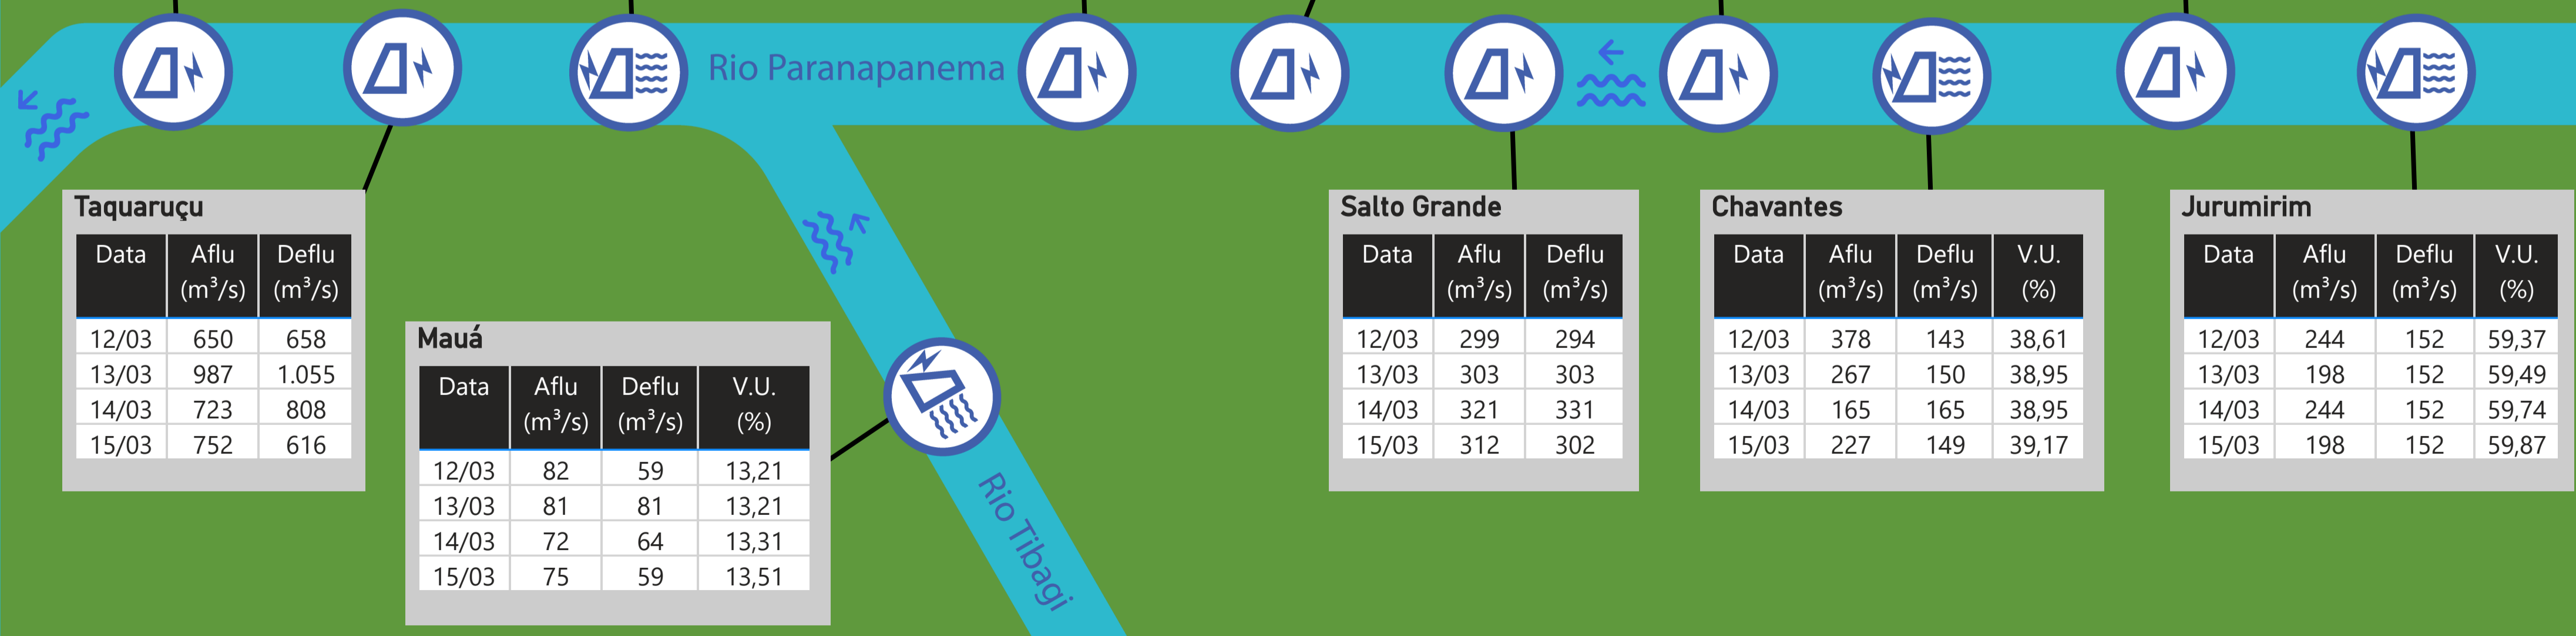 Rio Paranapanema
Taquaruçu
Data Aflu (m³/s) Deflu (m³/s)
12/03 650 658
13/03 987 1.055
14/03 723 808
15/03 752 616
Mauá
Data Aflu (m³/s) Deflu (m³/s) V.U. (%)
12/03 82 59 13,21
13/03 81 81 13,21
14/03 72 64 13,31
15/03 75 59 13,51
Rio Tibagi
Salto Grande
Data Aflu (m³/s) Deflu (m³/s)
12/03 299 294
13/03 303 303
14/03 321 331
15/03 312 302
Chavantes
Data Aflu (m³/s) Deflu (m³/s) V.U. (%)
12/03 378 143 38,61
13/03 267 150 38,95
14/03 165 165 38,95
15/03 227 149 39,17
Jurumirim
Data Aflu (m³/s) Deflu (m³/s) V.U. (%)
12/03 244 152 59,37
13/03 198 152 59,49
14/03 244 152 59,74
15/03 198 152 59,87